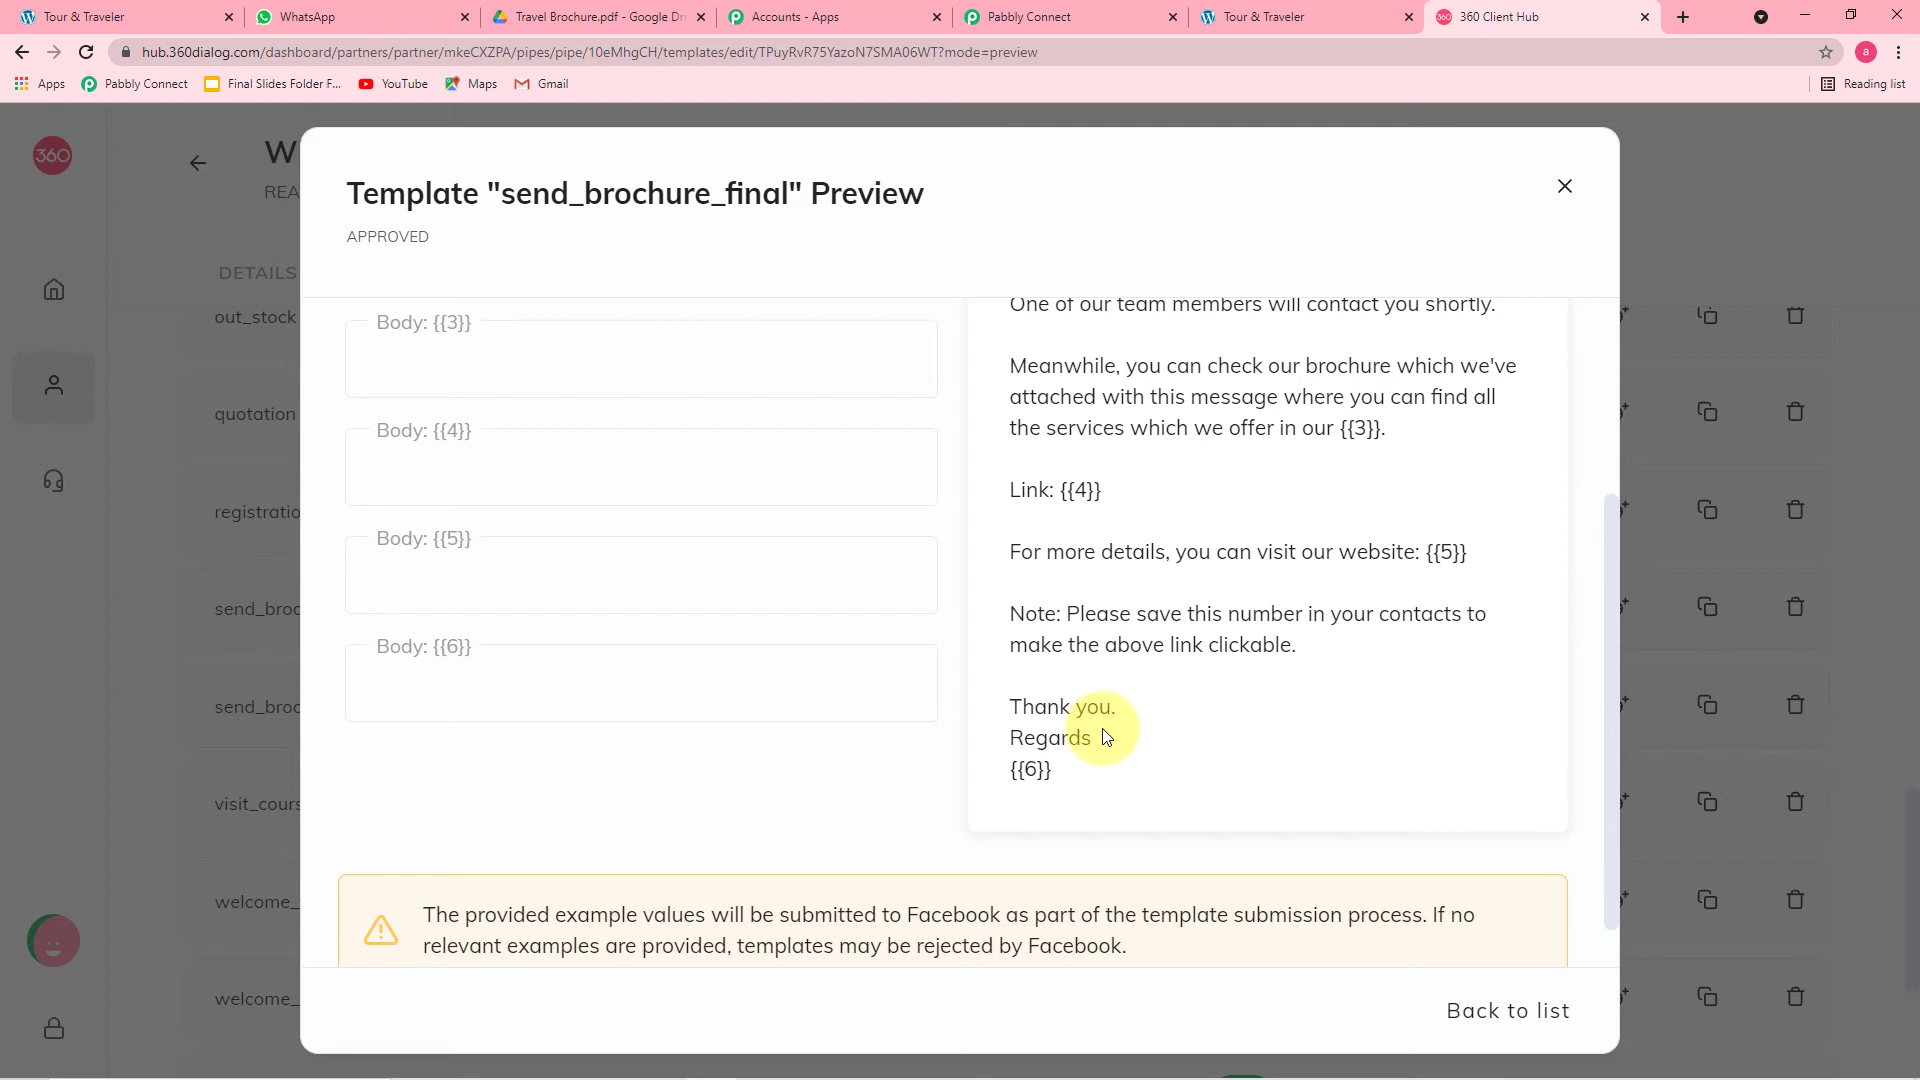 Tour & Traveler
WhatsApp
Travel Brochure.pdf - Google Dri
Accounts - Apps
Pabbly Connect
Tour & Traveler
360 Client Hub
hub.360dialog.com/dashboard/partners/partner/mkeCXZPA/pipes/pipe/10eMhgCH/templates/edit/TPuyRvR75YazoN7SMA06WT?mode=preview
a
Apps
Pabbly Connect
Final Slides Folder F...
YouTube
Maps
Gmail
Reading list
360
W
REA
DETAILS
out_stock
quotation
registratio
send_broc
send_broc
visit_cours
welcome_
welcome_
Template "send_brochure_final" Preview
APPROVED
Body: {{3}}
Body: {{4}}
Body: {{5}}
Body: {{6}}
One of our team members will contact you shortly.
Meanwhile, you can check our brochure which we've
attached with this message where you can find all
the services which we offer in our {{3}}.
Link: {{4}}
For more details, you can visit our website: {{5}}
Note: Please save this number in your contacts to
make the above link clickable.
Thank you.
Regards
{{6}}
The provided example values will be submitted to Facebook as part of the template submission process. If no
relevant examples are provided, templates may be rejected by Facebook.
Back to list